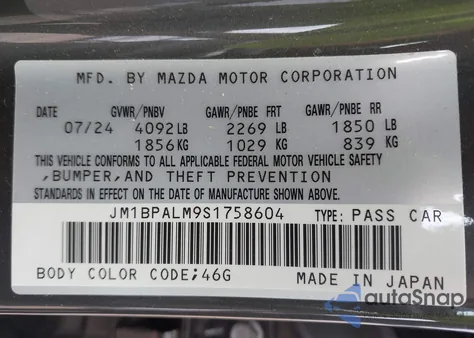 MFD. BY MAZDA MOTOR CORPORATION
DATE GVWR/PNBV GAWR/PNBE FRT GAWR/PNBE RR
07/24 4092LB 2269 LB 1850 LB
1856KG 1029 KG 839 KG
THIS VEHICLE CONFORMS TO ALL APPLICABLE FEDERAL MOTOR VEHICLE SAFETY
,BUMPER,AND THEFT PREVENTION
STANDARDS IN EFFECT ON THE DATE OF MANUFACTURE SHOWN ABOVE.
JM1BPALM9S1758604 TYPE: PASS CAR
BODY COLOR CODE;46G MADE IN JAPAN
autoSnap